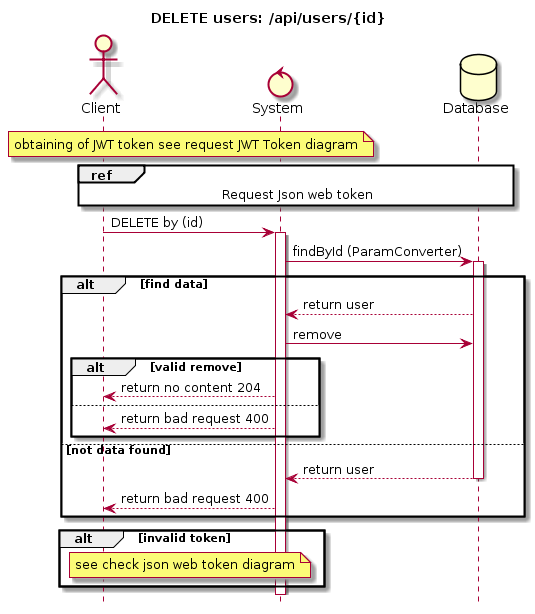 DELETE users: /api/users/{id}
Client
System
Database
obtaining of JWT token see request JWT Token diagram
ref
Request Json web token
DELETE by (id)
findById (ParamConverter)
alt [find data]
return user
remove
alt [valid remove]
return no content 204
return bad request 400
[not data found]
return user
return bad request 400
alt [invalid token]
see check json web token diagram